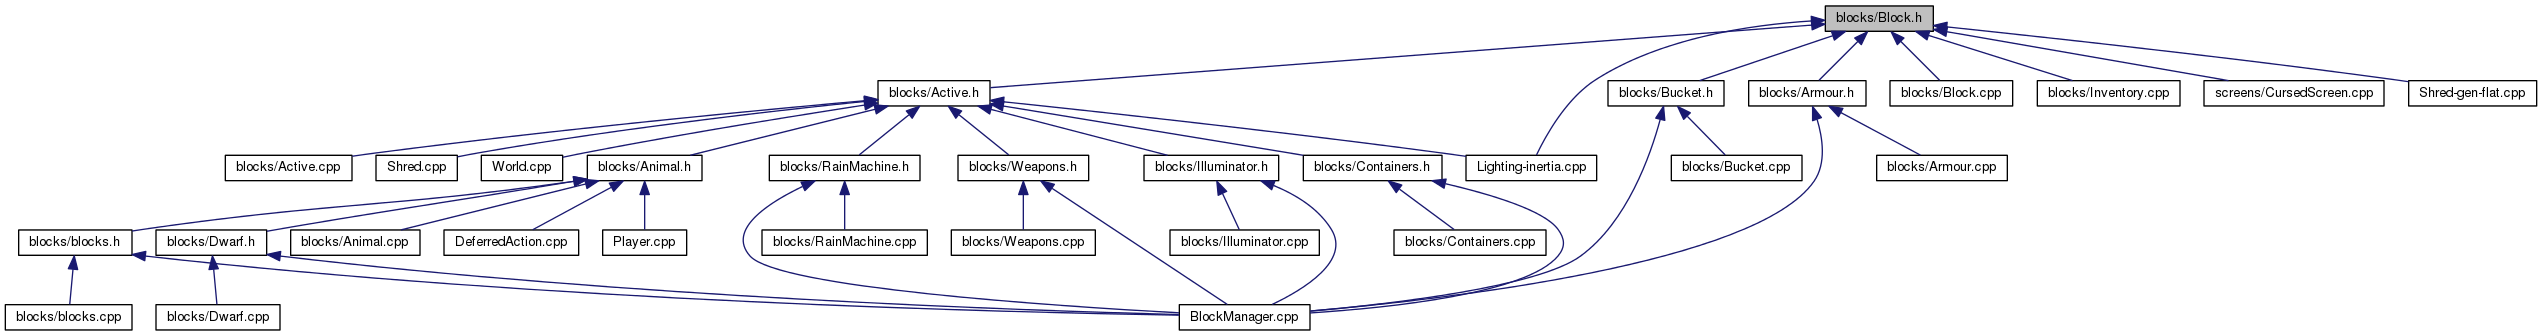 blocks/Block.h
blocks/Active.h
blocks/Bucket.h
blocks/Armour.h
blocks/Block.cpp
blocks/Inventory.cpp
screens/CursedScreen.cpp
Shred-gen-flat.cpp
blocks/Active.cpp
Shred.cpp
World.cpp
blocks/Animal.h
blocks/RainMachine.h
blocks/Weapons.h
blocks/Illuminator.h
blocks/Containers.h
Lighting-inertia.cpp
blocks/Bucket.cpp
blocks/Armour.cpp
blocks/blocks.h
blocks/Dwarf.h
blocks/Animal.cpp
DeferredAction.cpp
Player.cpp
blocks/RainMachine.cpp
blocks/Weapons.cpp
blocks/Illuminator.cpp
blocks/Containers.cpp
blocks/blocks.cpp
blocks/Dwarf.cpp
BlockManager.cpp